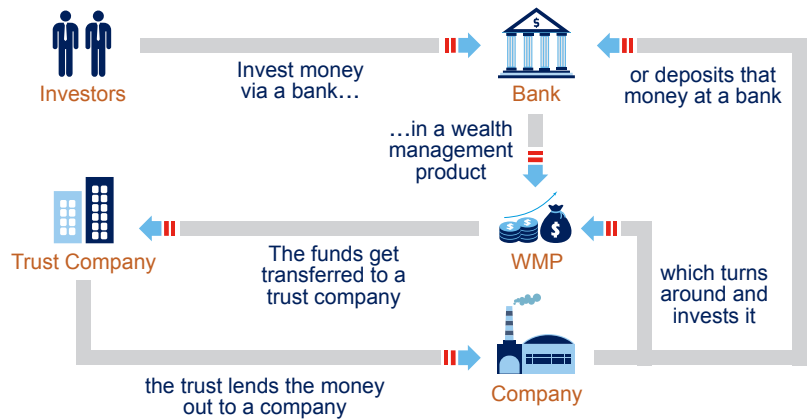 Investors
Invest money
via a bank…
$
Bank
or deposits that
money at a bank
…in a wealth
management
product
Trust Company
The funds get
transferred to a
trust company
$
$
$
WMP
which turns
around and
invests it
the trust lends the money
out to a company
Company